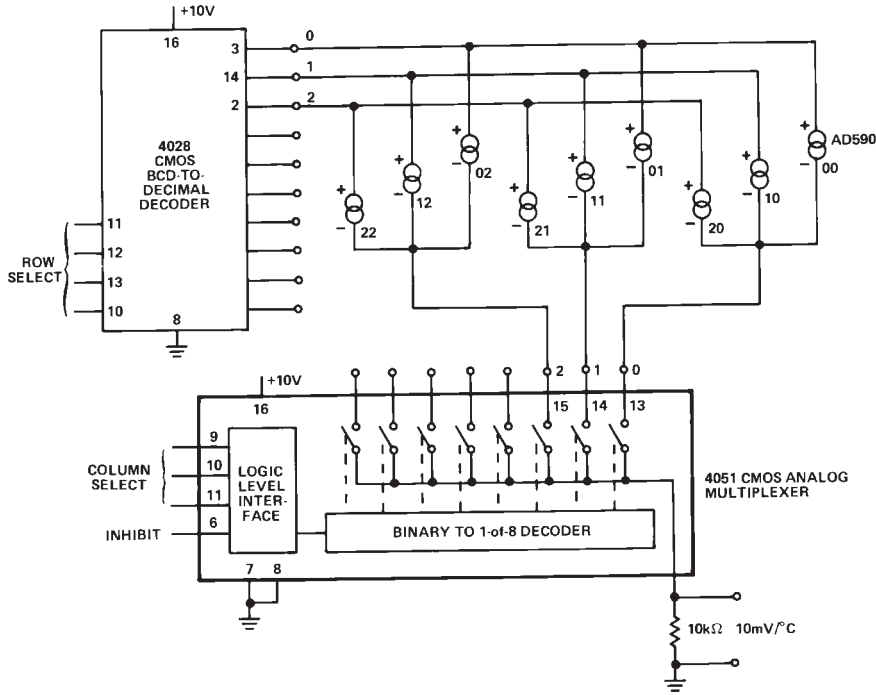 +10V
16
3
0
14
1
2
2
4028
CMOS
BCD-TO-
DECIMAL
DECODER
11
12
13
10
ROW
SELECT
8
+
−
22
+
−
12
+
−
02
+
−
21
+
−
11
+
−
01
+
−
20
+
−
10
+
−
00
AD590
+10V
16
2
1
0
15
14
13
9
10
11
6
COLUMN
SELECT
INHIBIT
LOGIC
LEVEL
INTER-
FACE
BINARY TO 1-of-8 DECODER
4051 CMOS ANALOG
MULTIPLEXER
7
8
10kΩ
10mV/°C